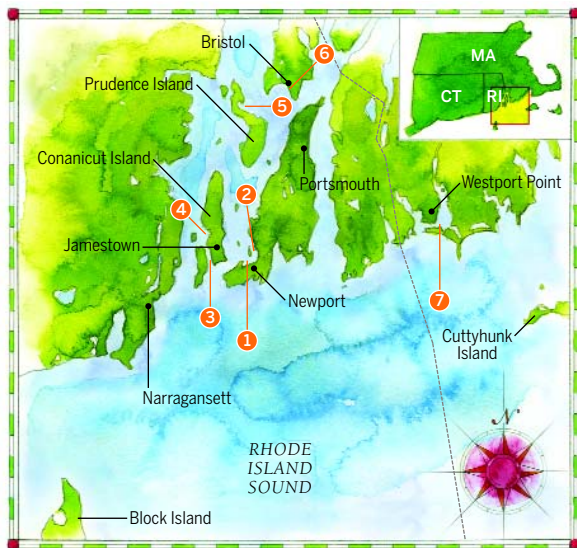 Bristol
6
MA
Prudence Island
CT
RI
5
Conanicut Island
Portsmouth
2
Westport Point
4
Jamestown
Newport
3
1
7
Cuttyhunk
Island
Narragansett
N
RHODE
ISLAND
SOUND
Block Island